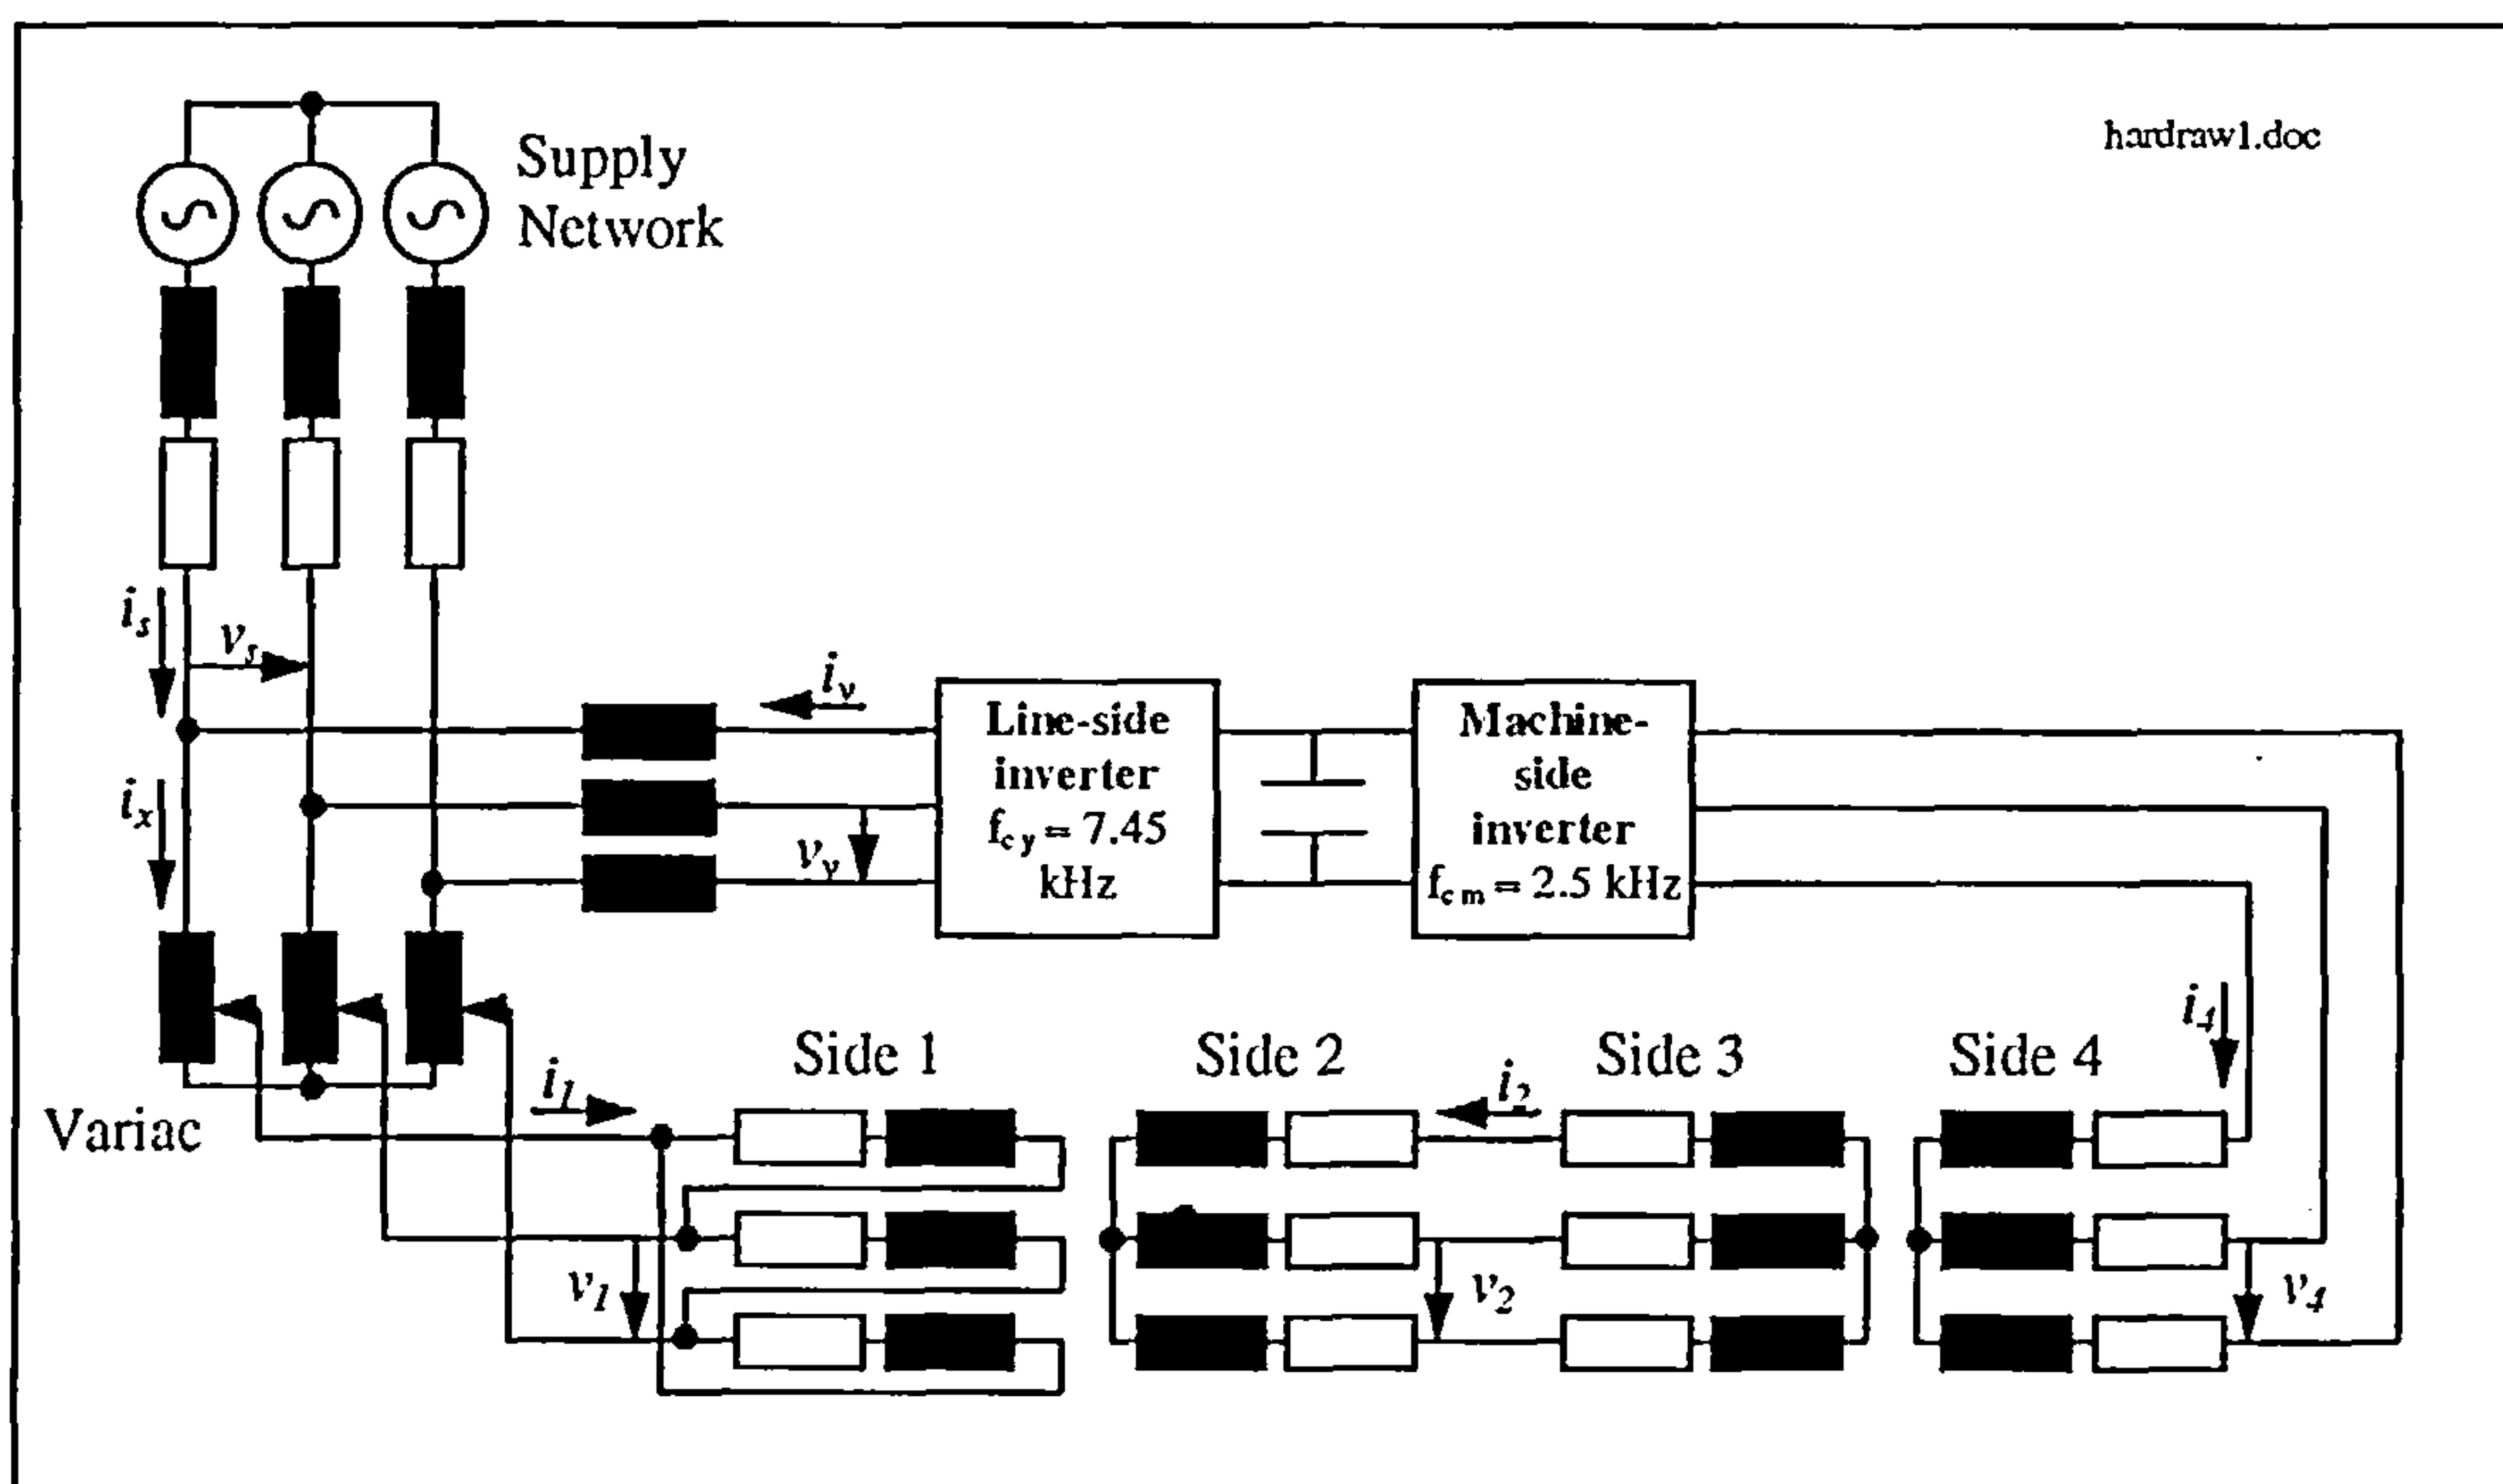 hardraw1.doc
Supply
Network
i_s
v_s
i_v
Line-side
inverter
f_cy = 7.45
kHz
Machine-
side
inverter
f_cm = 2.5 kHz
i_x
v_v
i_4
Side 1
Side 2
Side 3
Side 4
i_1
i_2
Variac
v_1
v_2
v_4